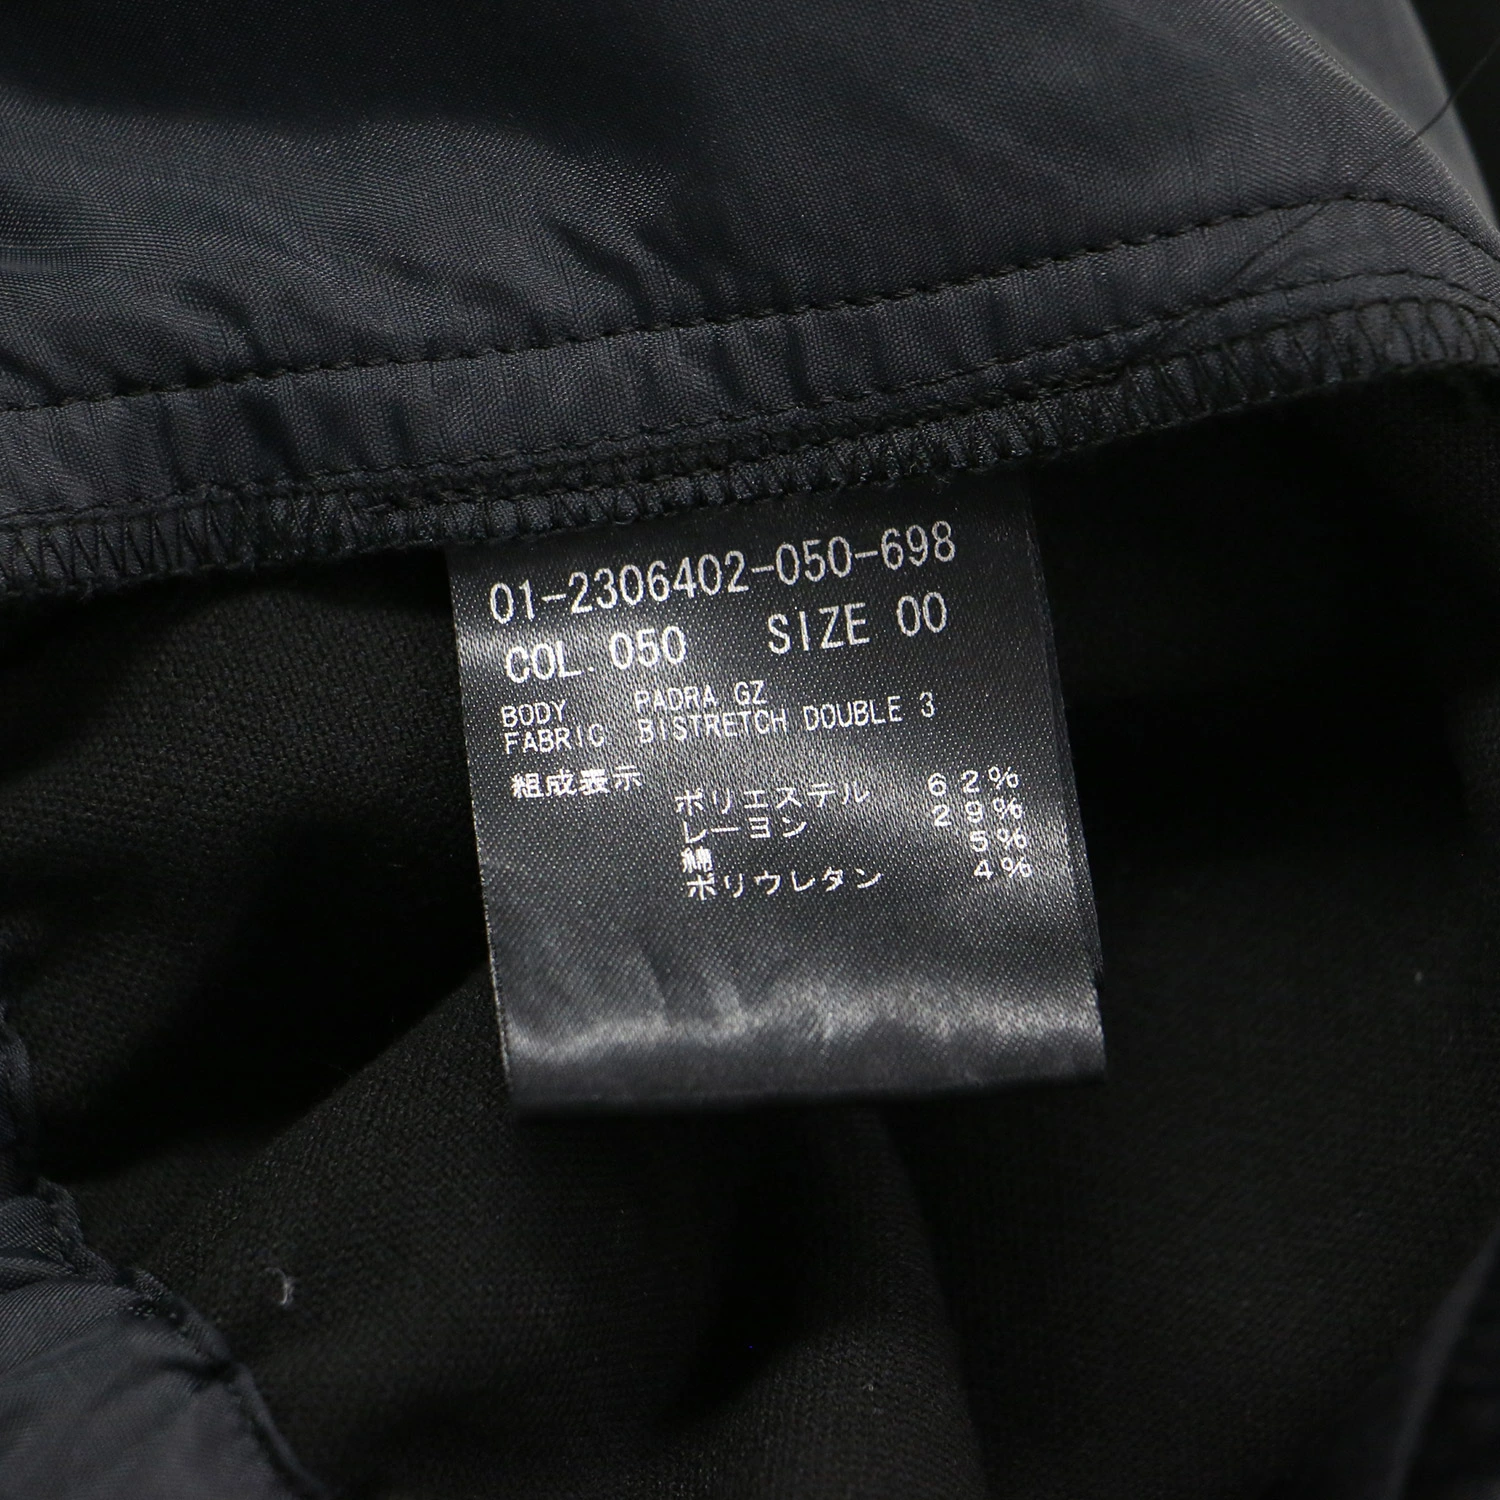 01-2306402-050-698
COL. 050 SIZE 00
BODY PADRA GZ
FABRIC BISTRETCH DOUBLE 3
組成表示
ポリエステル 62%
レーヨン 29%
綿 5%
ポリウレタン 4%